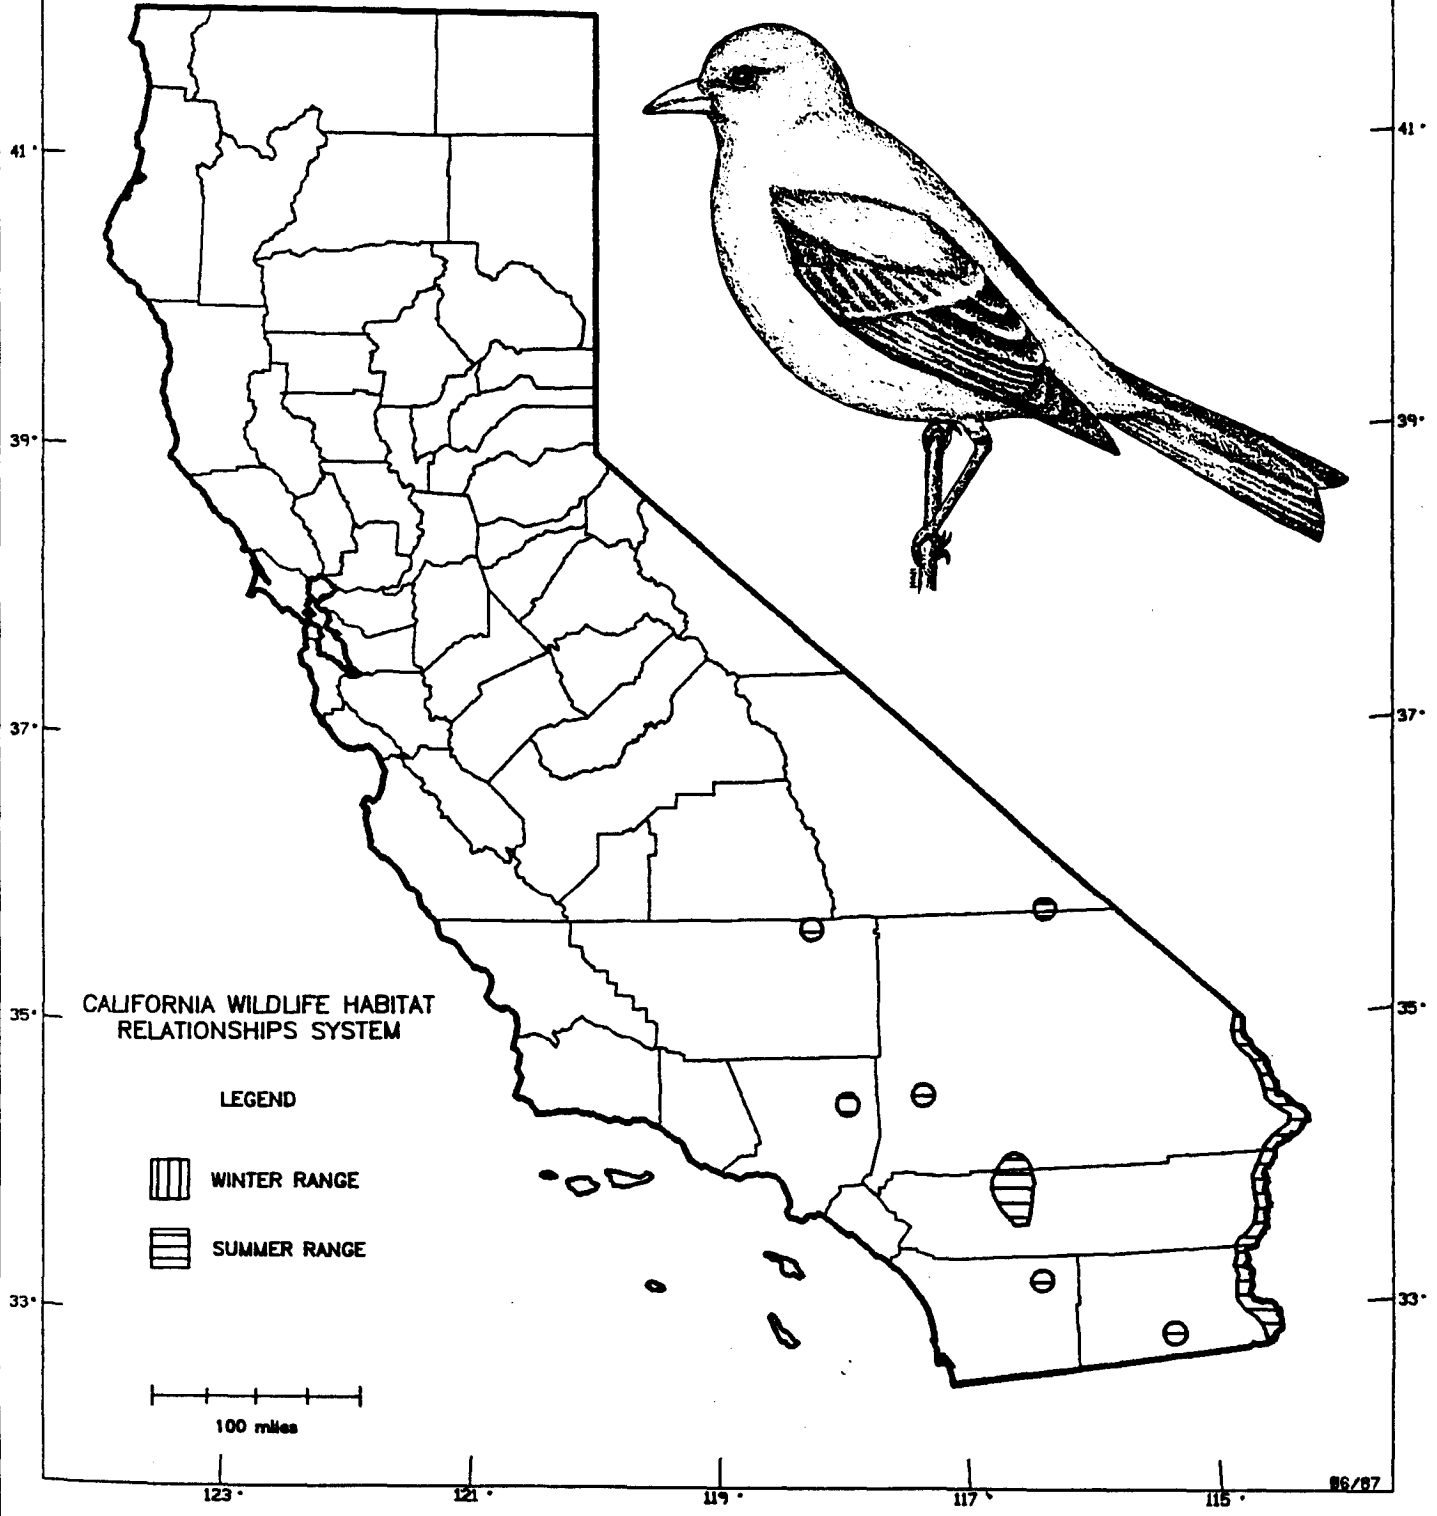 41°
41°
39°
39°
37°
37°
35°
35°
CALIFORNIA WILDLIFE HABITAT
RELATIONSHIPS SYSTEM
LEGEND
WINTER RANGE
SUMMER RANGE
33°
33°
100 miles
06/87
123°
121°
119°
117°
115°